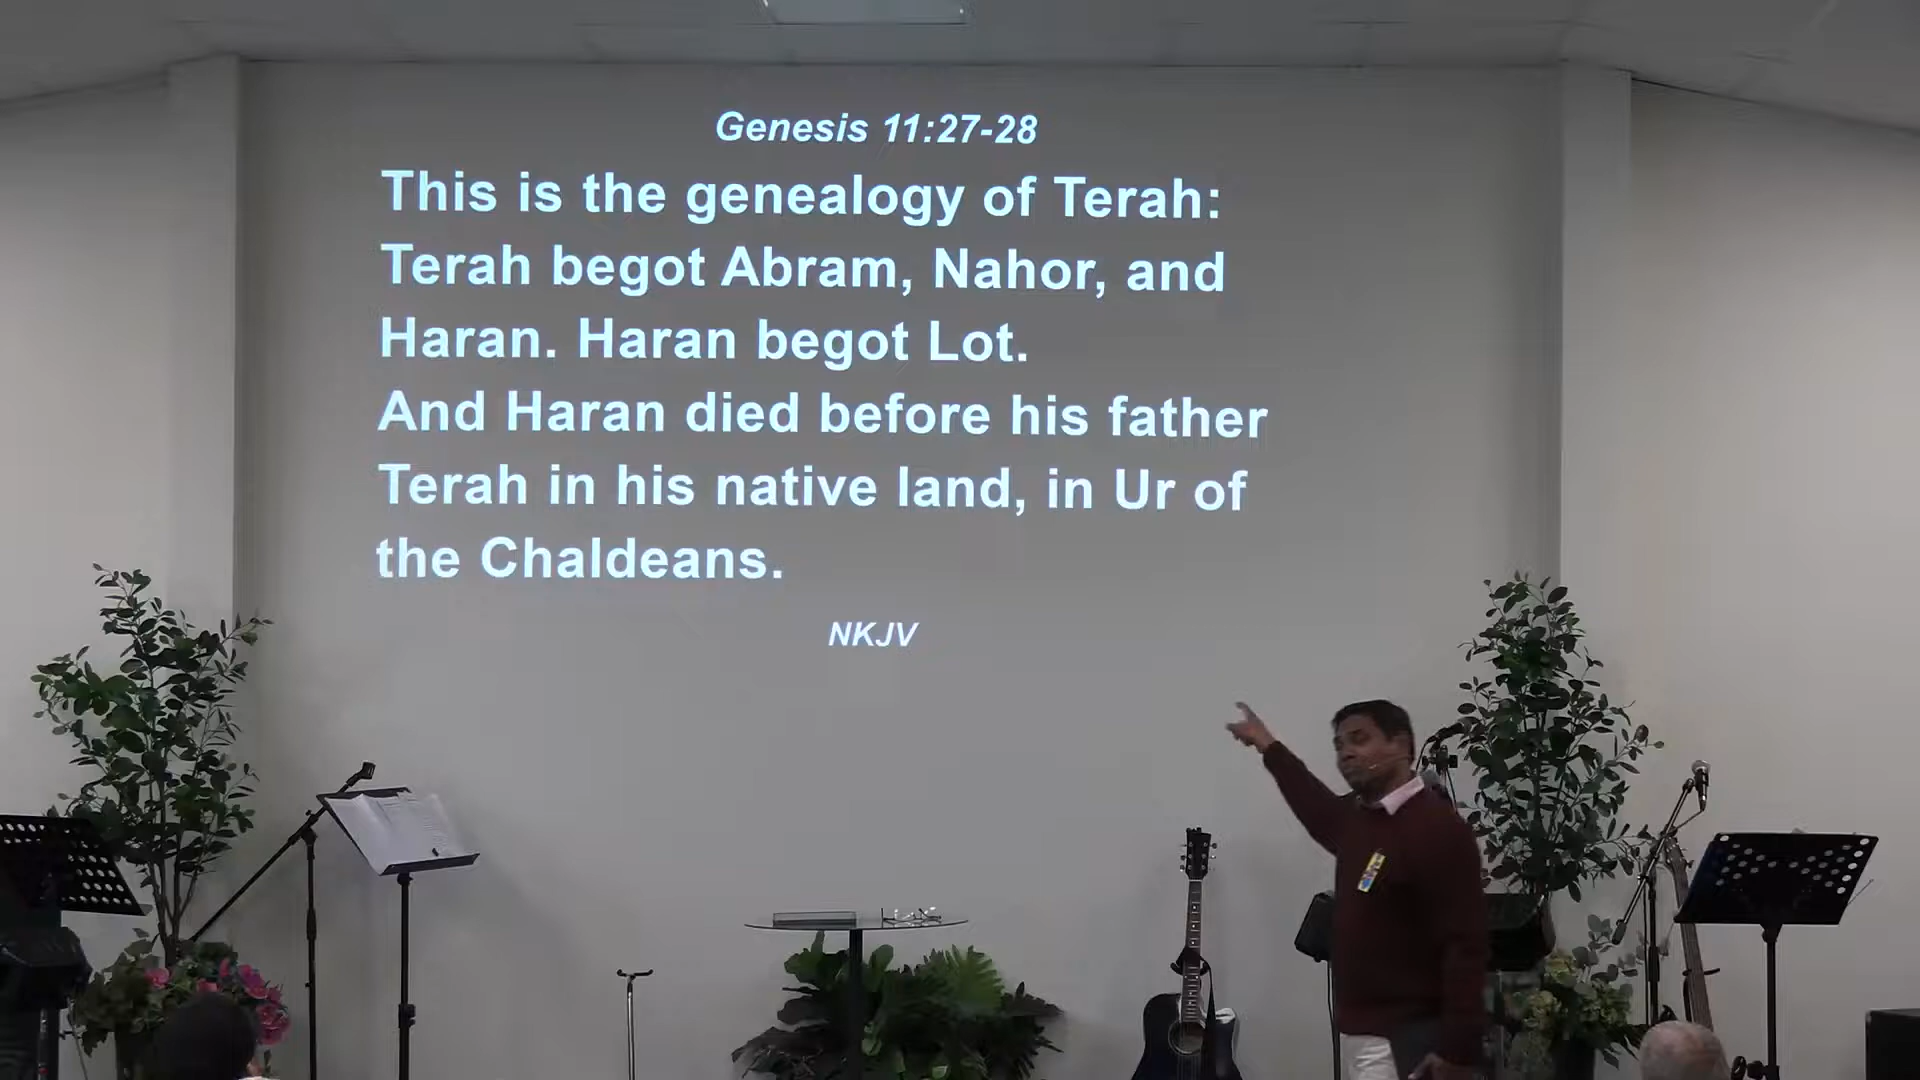 Genesis 11:27-28
This is the genealogy of Terah:
Terah begot Abram, Nahor, and
Haran. Haran begot Lot.
And Haran died before his father
Terah in his native land, in Ur of
the Chaldeans.
NKJV